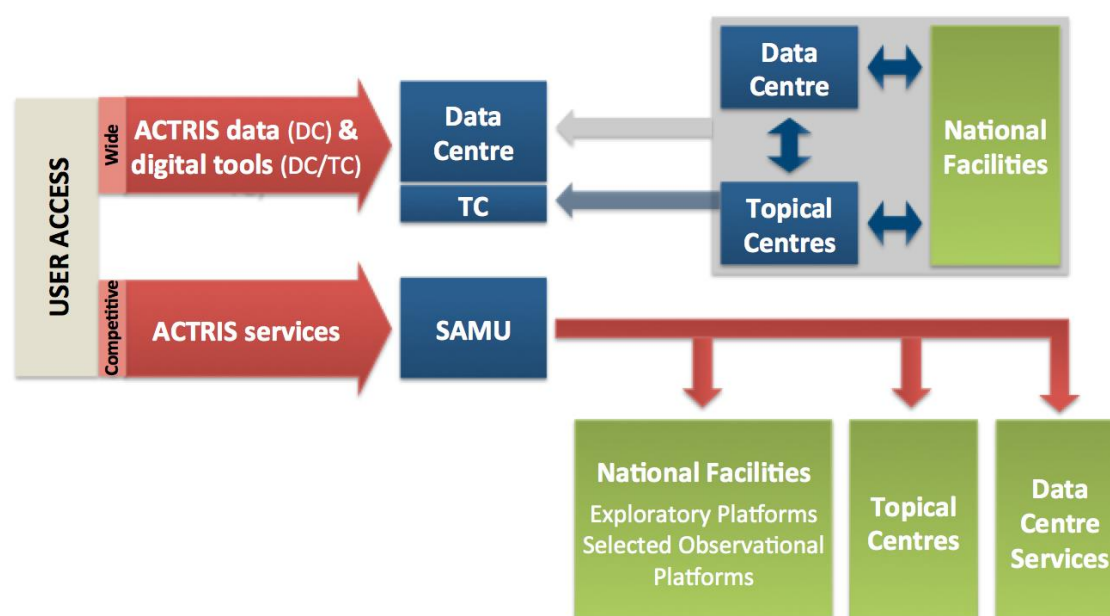 USER ACCESS
Wide
ACTRIS data (DC) &
digital tools (DC/TC)
Data
Centre
TC
Data
Centre
Topical
Centres
National
Facilities
Competitive
ACTRIS services
SAMU
National Facilities
Exploratory Platforms
Selected Observational
Platforms
Topical
Centres
Data
Centre
Services